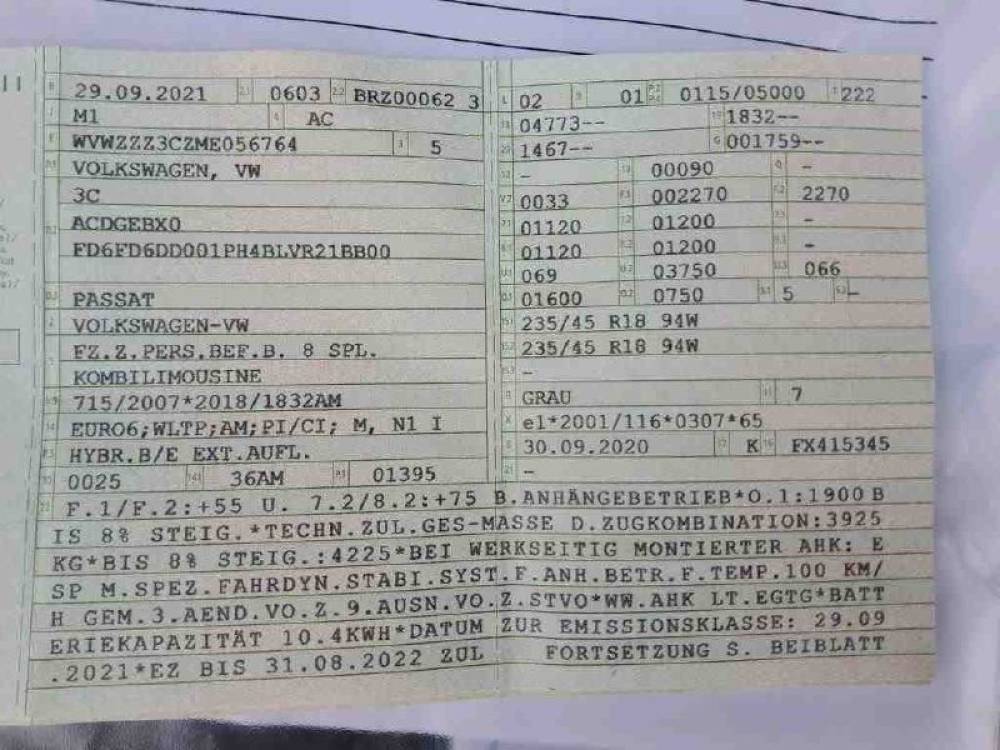 29.09.2021 0603 BRZ00062 3
M1 AC
WVWZZZ3CZME056764 5
VOLKSWAGEN, VW
3C
ACDGEBX0
FD6FD6DD001PH4BLVR21BB00
PASSAT
VOLKSWAGEN-VW
FZ.Z.PERS.BEF.B. 8 SPL.
KOMBILIMOUSINE
715/2007*2018/1832AM
EURO6;WLTP;AM;PI/CI; M, N1 I
HYBR.B/E EXT.AUFL.
0025 36AM 01395
02 01 0115/05000 222
04773-- 1832--
1467-- 001759--
- 00090 -
0033 002270 2270
01120 01200 -
01120 01200 -
069 03750 066
01600 0750 5 -
235/45 R18 94W
235/45 R18 94W
-
GRAU 7
e1*2001/116*0307*65
30.09.2020 K FX415345
-
F.1/F.2:+55 U. 7.2/8.2:+75 B.ANHÄNGEBETRIEB*O.1:1900 B
IS 8% STEIG.*TECHN.ZUL.GES-MASSE D.ZUGKOMBINATION:3925
KG*BIS 8% STEIG.:4225*BEI WERKSEITIG MONTIERTER AHK: E
SP M.SPEZ.FAHRDYN.STABI.SYST.F.ANH.BETR.F.TEMP.100 KM/
H GEM.3.AEND.VO.Z.9.AUSN.VO.Z.STVO*WW.AHK LT.EGTG*BATT
ERIEKAPAZITÄT 10.4KWH*DATUM ZUR EMISSIONSKLASSE: 29.09
.2021*EZ BIS 31.08.2022 ZUL FORTSETZUNG S. BEIBLATT